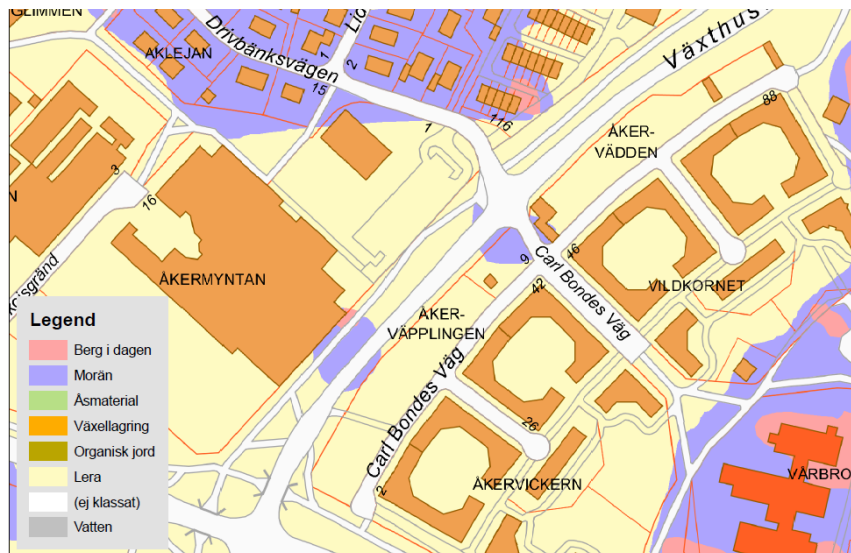 GLIMMEN
AKLEJAN
Drivbänksvägen
1
2
15
1
116
Växthus
88
ÅKER-
VÄDDEN
3
16
ÅKERMYNTAN
9
46
42
Carl Bondes Väg
VILDKORNET
ÅKER-
VÄPPLINGEN
Carl Bondes Väg
26
2
ÅKERVICKERN
VÅRBRO
N
Legend
Berg i dagen
Morän
Åsmaterial
Växellagring
Organisk jord
Lera
(ej klassat)
Vatten